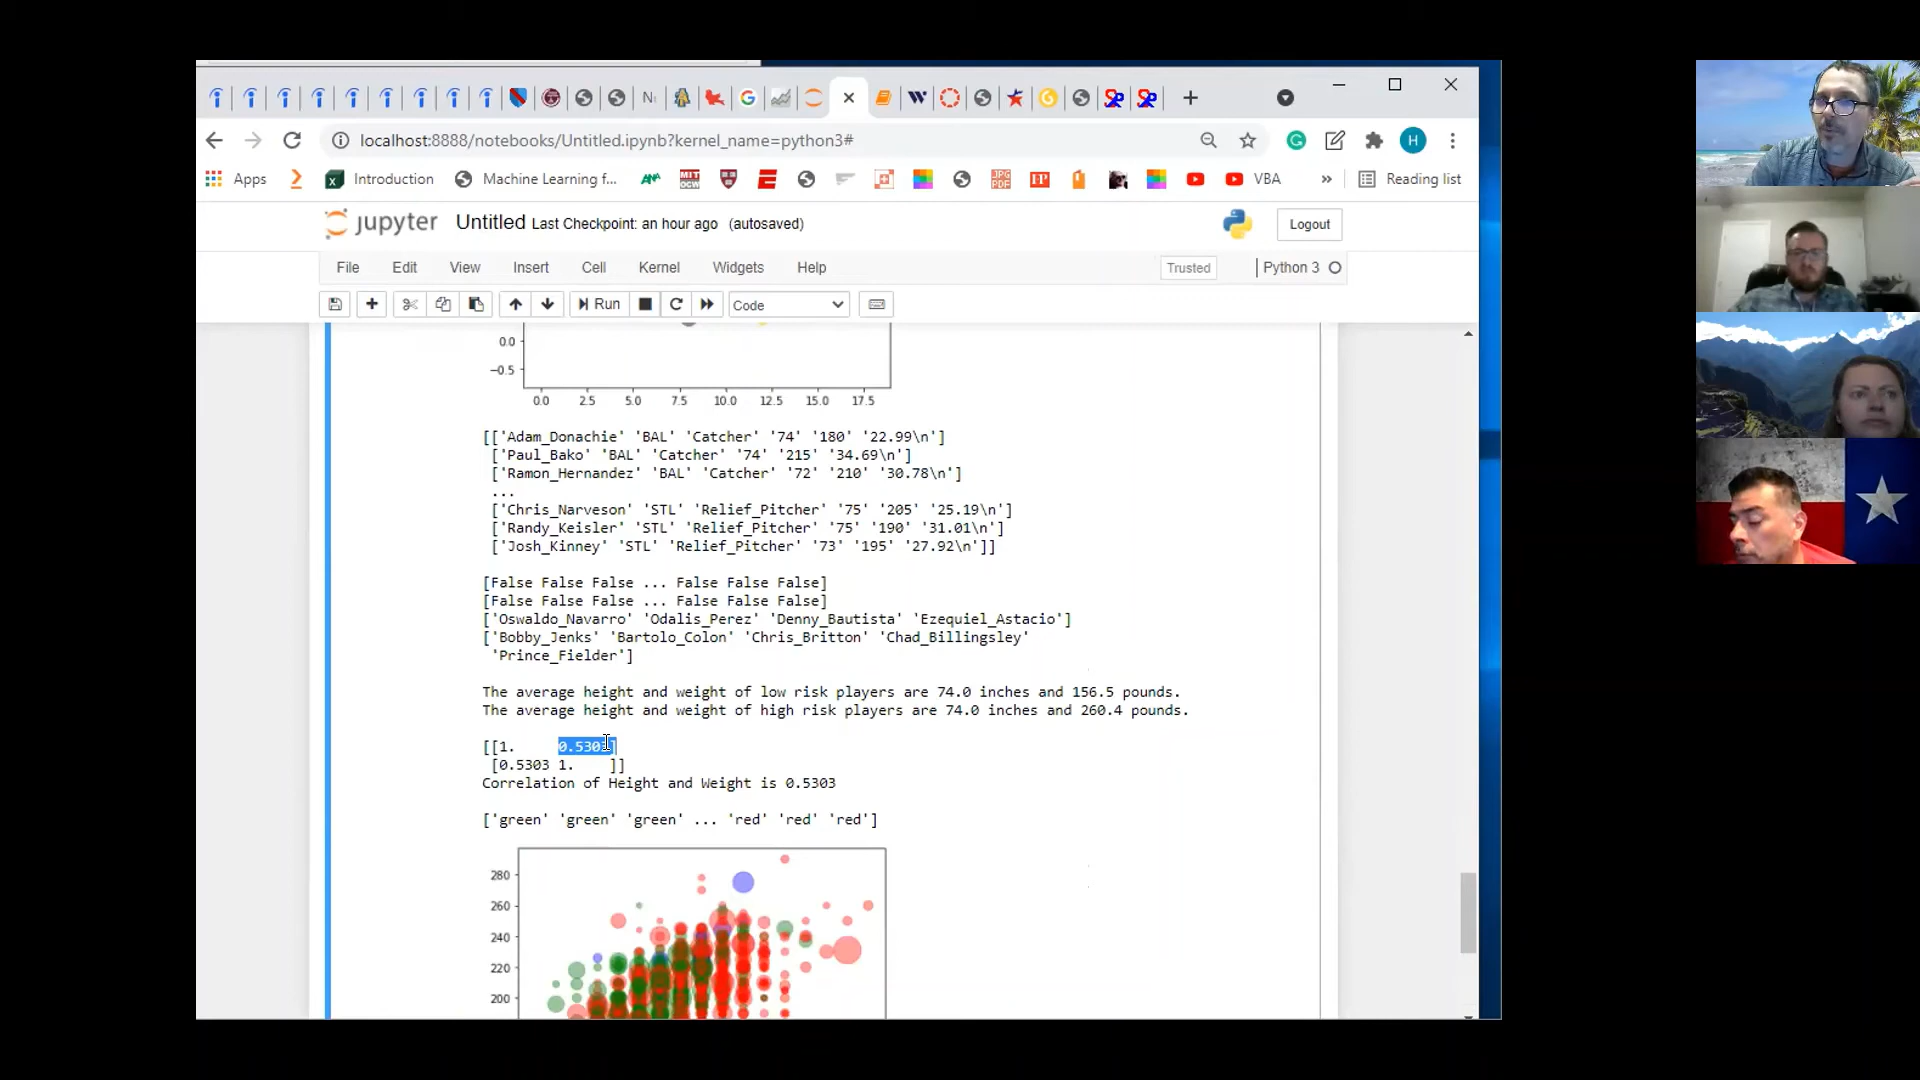 localhost:8888/notebooks/Untitled.ipynb?kernel_name=python3#
Apps Introduction Machine Learning f... VBA » Reading list
jupyter Untitled Last Checkpoint: an hour ago (autosaved) Logout
File Edit View Insert Cell Kernel Widgets Help Trusted Python 3
Run Code
0.0
−0.5
0.0 2.5 5.0 7.5 10.0 12.5 15.0 17.5
[['Adam_Donachie' 'BAL' 'Catcher' '74' '180' '22.99\n']
['Paul_Bako' 'BAL' 'Catcher' '74' '215' '34.69\n']
['Ramon_Hernandez' 'BAL' 'Catcher' '72' '210' '30.78\n']
...
['Chris_Narveson' 'STL' 'Relief_Pitcher' '75' '205' '25.19\n']
['Randy_Keisler' 'STL' 'Relief_Pitcher' '75' '190' '31.01\n']
['Josh_Kinney' 'STL' 'Relief_Pitcher' '73' '195' '27.92\n']]
[False False False ... False False False]
[False False False ... False False False]
['Oswaldo_Navarro' 'Odalis_Perez' 'Denny_Bautista' 'Ezequiel_Astacio']
['Bobby_Jenks' 'Bartolo_Colon' 'Chris_Britton' 'Chad_Billingsley'
'Prince_Fielder']
The average height and weight of low risk players are 74.0 inches and 156.5 pounds.
The average height and weight of high risk players are 74.0 inches and 260.4 pounds.
[[1. 0.5303]
[0.5303 1. ]]
Correlation of Height and Weight is 0.5303
['green' 'green' 'green' ... 'red' 'red' 'red']
280
260
240
220
200